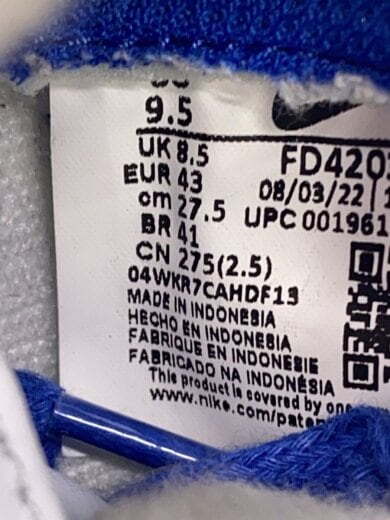 9.5
UK 8.5 FD420
EUR 43 08/03/22
cm 27.5 UPC 001961
BR 41
CN 275(2.5)
04WKR7CAHDF13
MADE IN INDONESIA
HECHO EN INDONESIA
FABRIQUE EN INDONESIE
FABRICADO NA INDONÉSIA
This product is covered by one
www.nike.com/paten